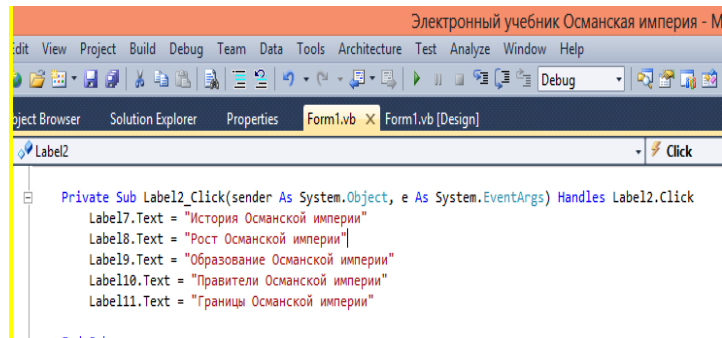 Электронный учебник Османская империя - M
Edit View Project Build Debug Team Data Tools Architecture Test Analyze Window Help
Debug
bject Browser Solution Explorer Properties Form1.vb Form1.vb [Design]
Label2 Click
Private Sub Label2_Click(sender As System.Object, e As System.EventArgs) Handles Label2.Click
Label7.Text = "История Османской империи"
Label8.Text = "Рост Османской империи"
Label9.Text = "Образование Османской империи"
Label10.Text = "Правители Османской империи"
Label11.Text = "Границы Османской империи"